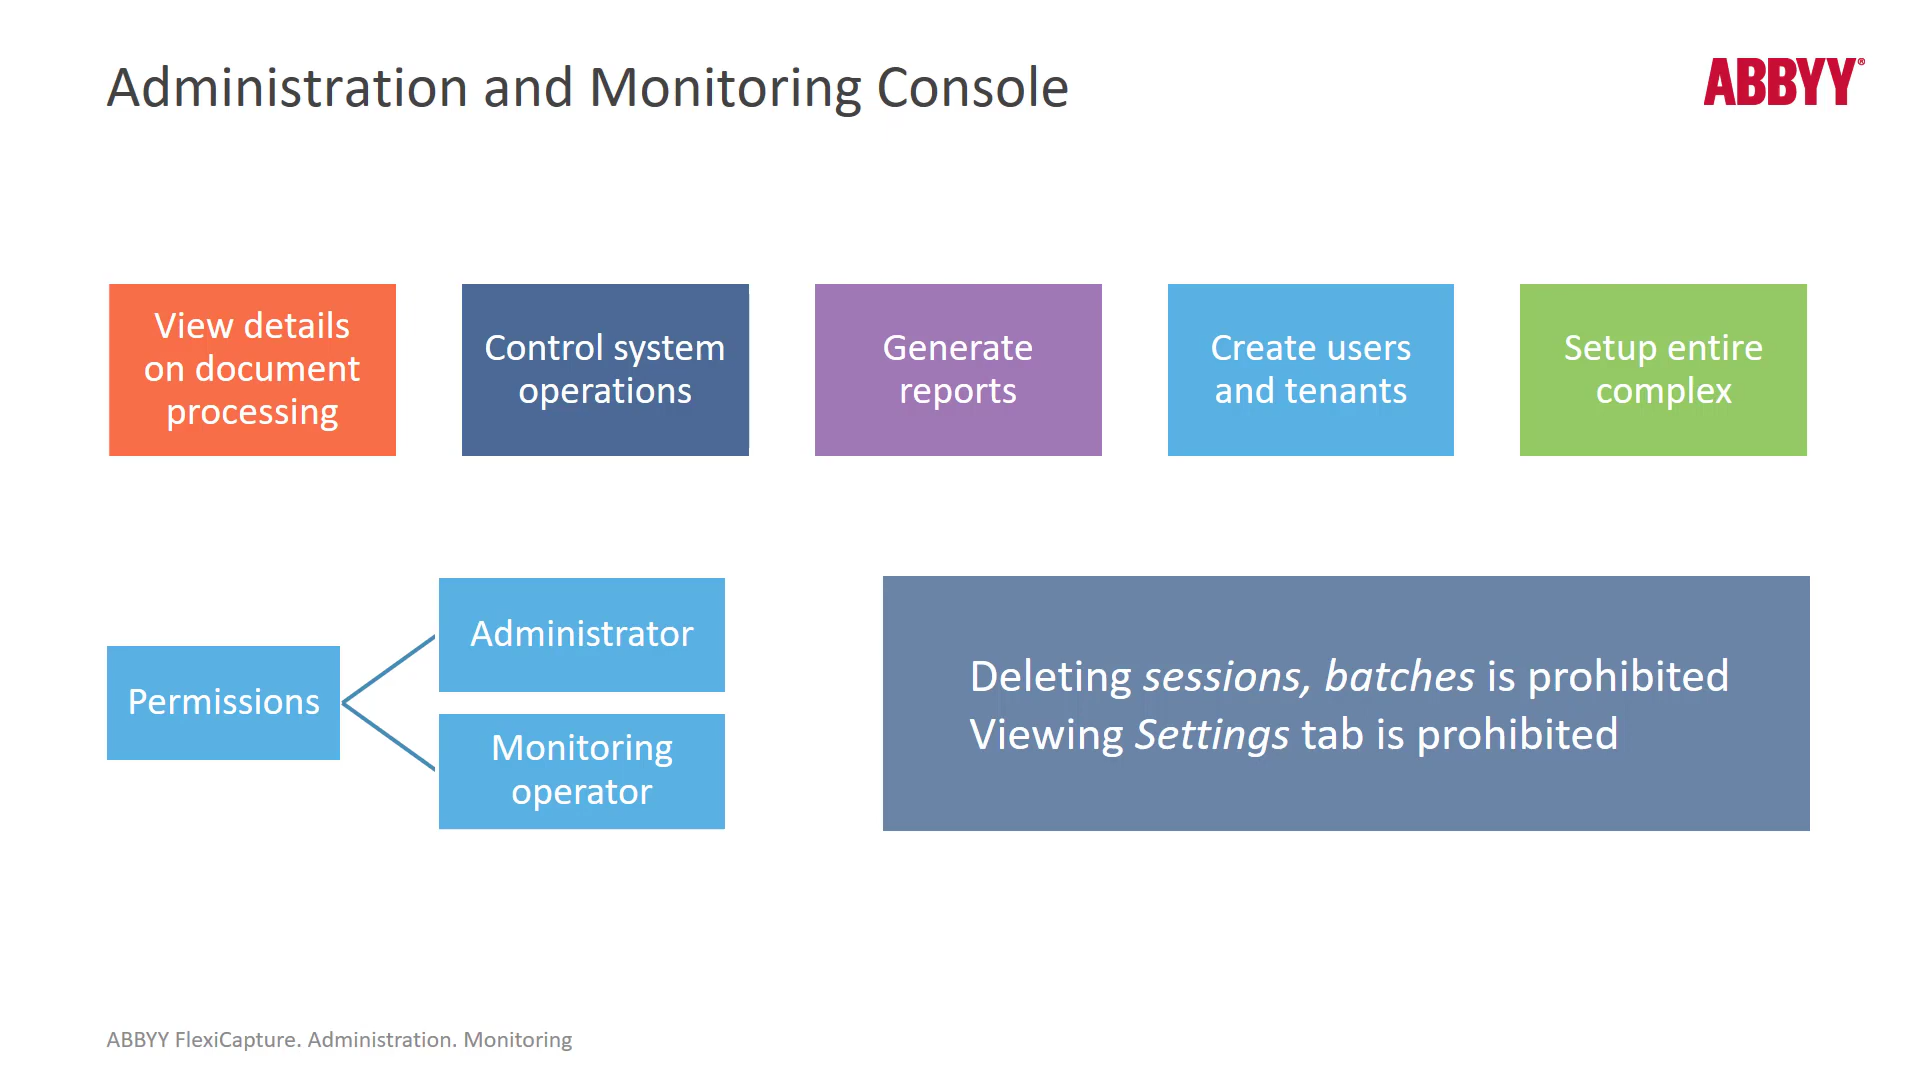 Administration and Monitoring Console
ABBYY®
View details
on document
processing
Control system
operations
Generate
reports
Create users
and tenants
Setup entire
complex
Permissions
Administrator
Monitoring
operator
Deleting sessions, batches is prohibited
Viewing Settings tab is prohibited
ABBYY FlexiCapture. Administration. Monitoring